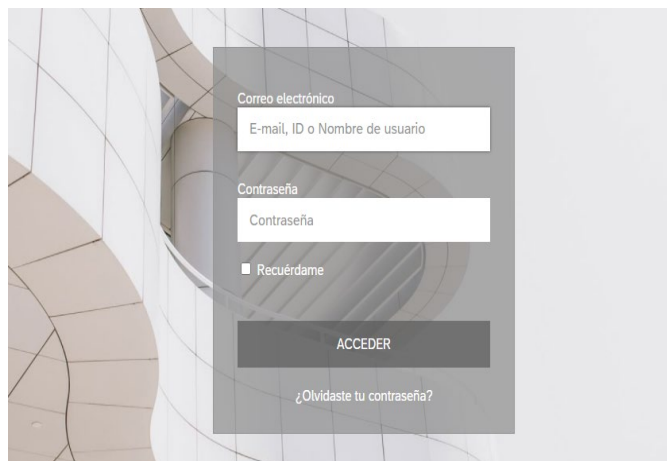 Correo electrónico
E-mail, ID o Nombre de usuario
Contraseña
Contraseña
Recuérdame
ACCEDER
¿Olvidaste tu contraseña?